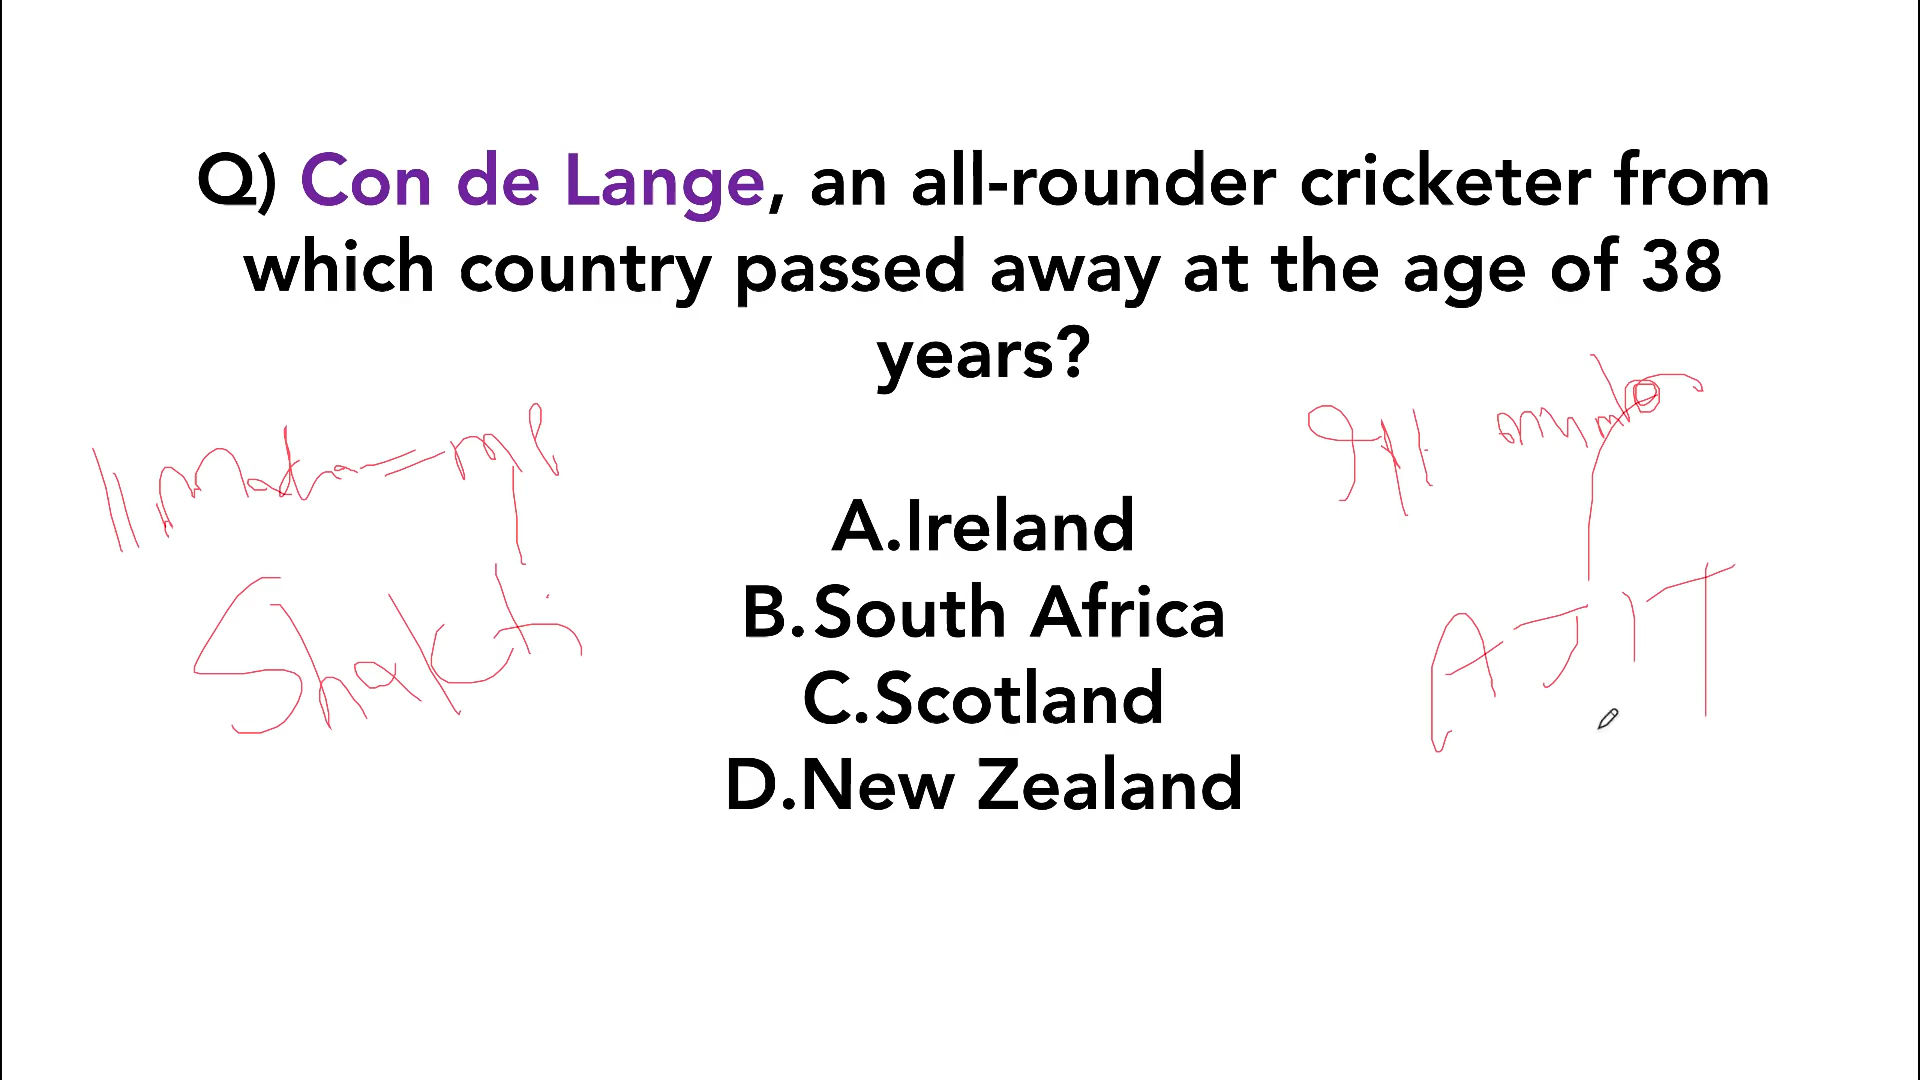 Q) Con de Lange, an all-rounder cricketer from
which country passed away at the age of 38
years?
A.Ireland
B.South Africa
C.Scotland
D.New Zealand
Shakti
AJIT